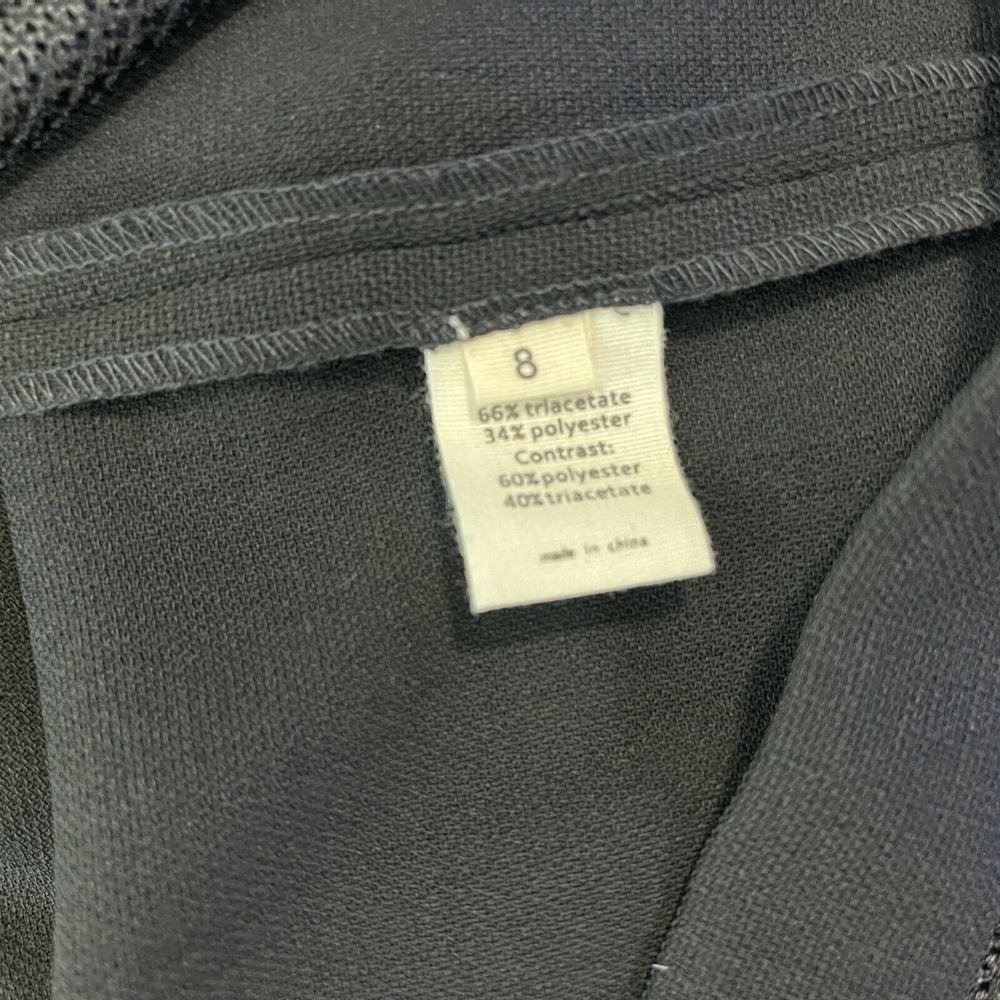 8
66% triacetate
34% polyester
Contrast:
60%polyester
40%triacetate
made in china